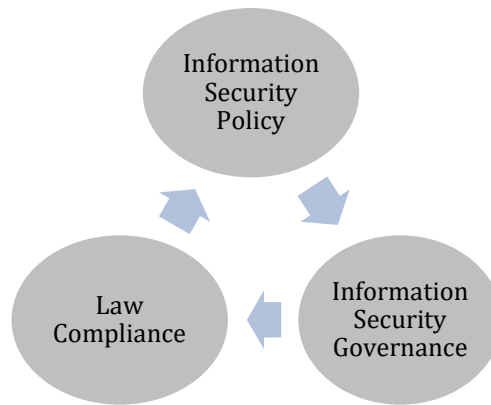 Information
Security
Policy
Law
Compliance
Information
Security
Governance